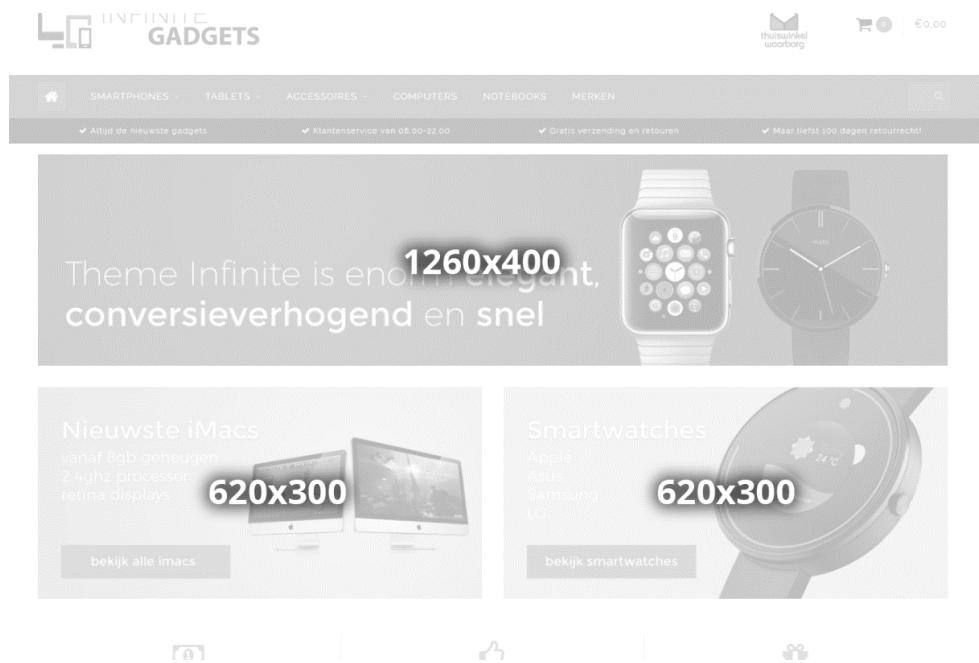 INFINITE
GADGETS
thuiswinkel
waarborg
0
€0,00
SMARTPHONES
TABLETS
ACCESSOIRES
COMPUTERS
NOTEBOOKS
MERKEN
Altijd de nieuwste gadgets
Klantenservice van 08.00-22.00
Gratis verzending en retouren
Maar liefst 100 dagen retourrecht!
1260x400
Theme Infinite is enorm elegant,
conversieverhogend en snel
Nieuwste iMacs
vanaf 8gb geheugen
2.4ghz processor
retina displays
620x300
bekijk alle imacs
Smartwatches
Apple
Asus
Samsung
LG
24°C
620x300
bekijk smartwatches